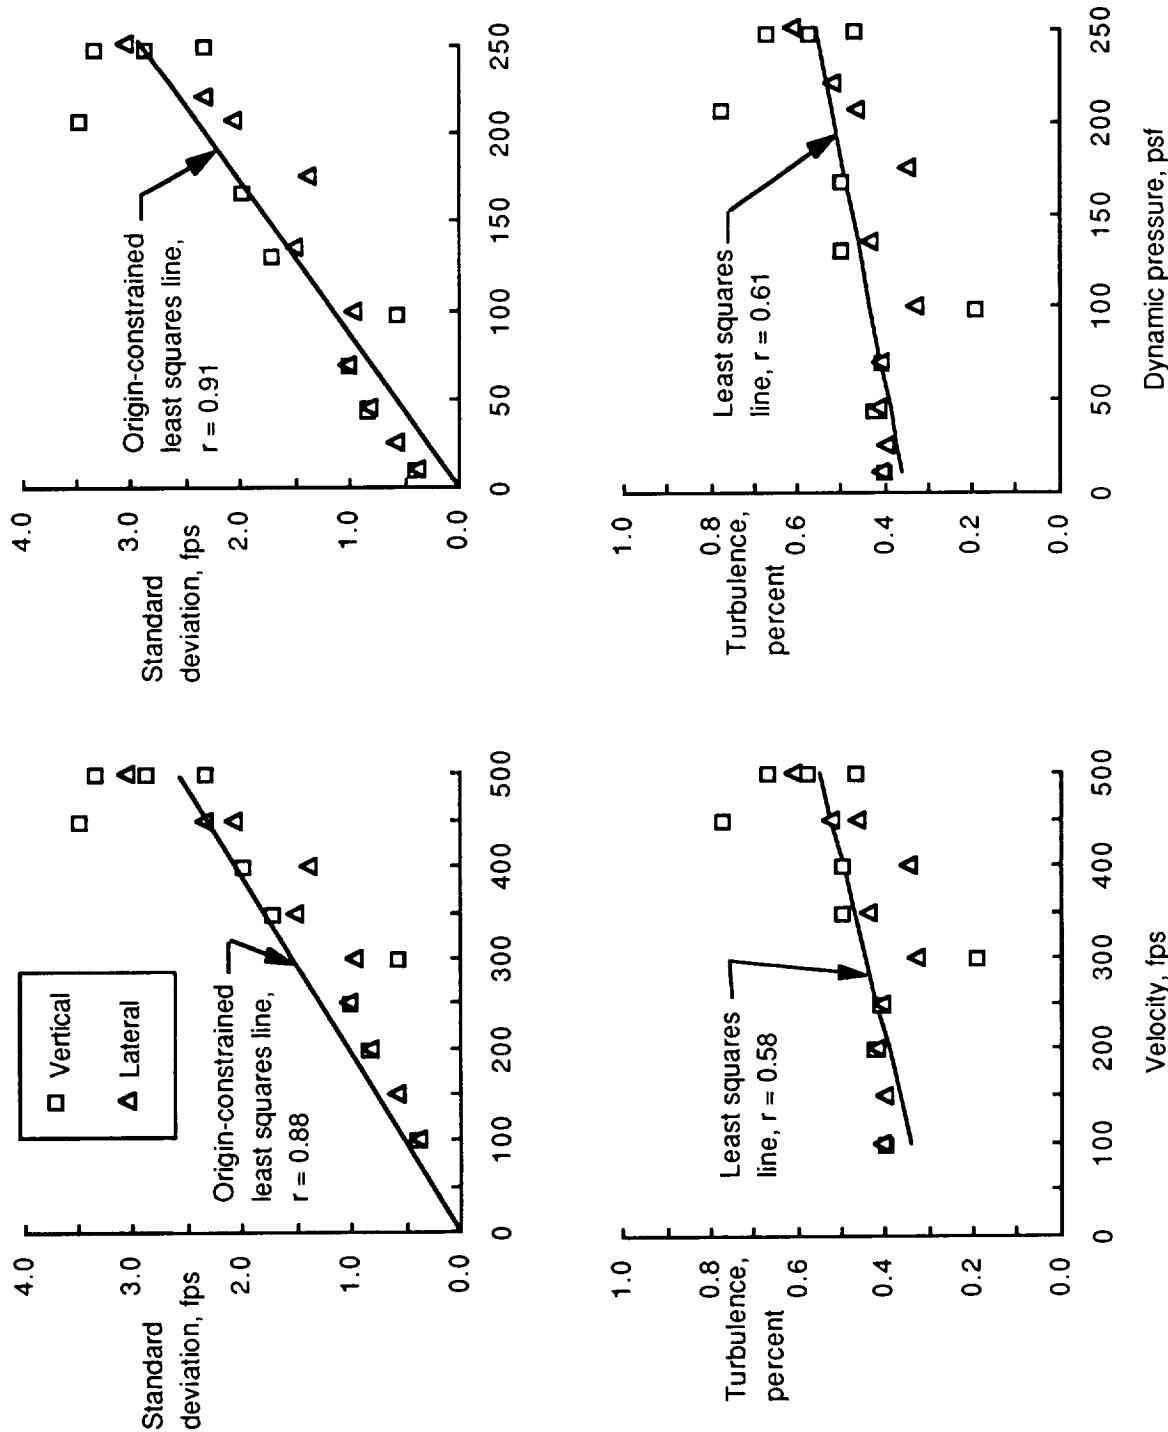 Vertical
Lateral
4.0
3.0
2.0
1.0
0.0
Standard
deviation, fps
Origin-constrained
least squares line,
r = 0.88
0 100 200 300 400 500
4.0
3.0
2.0
1.0
0.0
Standard
deviation, fps
Origin-constrained
least squares line,
r = 0.91
0 50 100 150 200 250
1.0
0.8
0.6
0.4
0.2
0.0
Turbulence,
percent
Least squares
line, r = 0.58
0 100 200 300 400 500
Velocity, fps
1.0
0.8
0.6
0.4
0.2
0.0
Turbulence,
percent
Least squares
line, r = 0.61
0 50 100 150 200 250
Dynamic pressure, psf